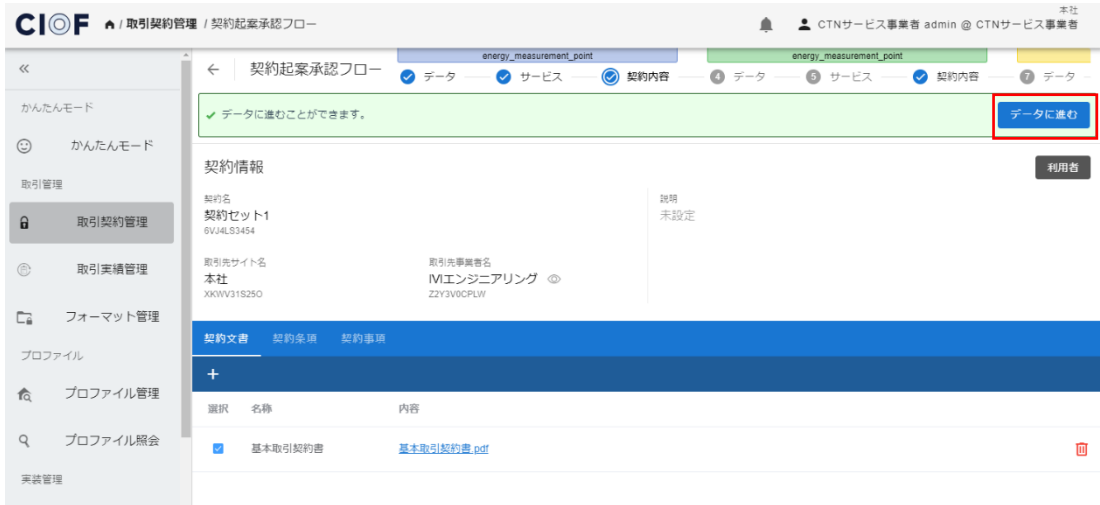 CIOF
/ 取引契約管理 / 契約起案承認フロー
本社
CTNサービス事業者 admin @ CTNサービス事業者
かんたんモード
かんたんモード
取引管理
取引契約管理
取引実績管理
フォーマット管理
プロファイル
プロファイル管理
プロファイル照会
実装管理
契約起案承認フロー
energy_measurement_point
データ
サービス
契約内容
energy_measurement_point
4 データ
5 サービス
契約内容
7 データ
データに進むことができます。
データに進む
契約情報
利用者
契約名
契約セット1
6VJ4LS3454
説明
未設定
取引先サイト名
本社
XKWV31S25O
取引先事業者名
IVIエンジニアリング
Z2Y3V0CPLW
契約文書 契約条項 契約事項
+
選択 名称 内容
基本取引契約書 基本取引契約書.pdf